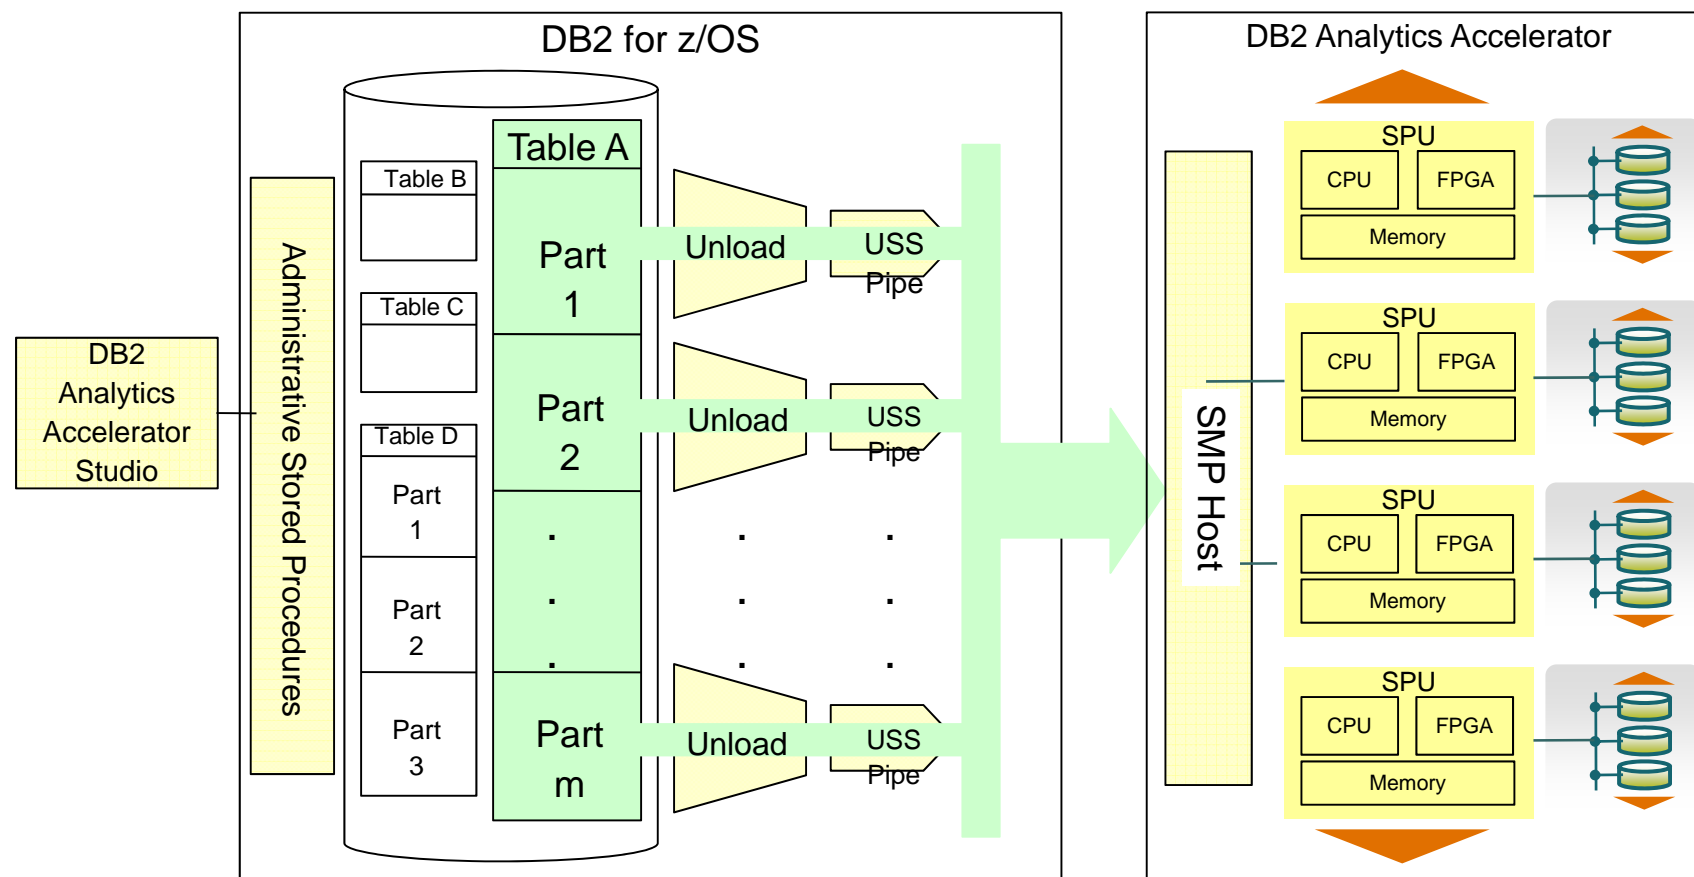 DB2 for z/OS
DB2 Analytics Accelerator
DB2
Analytics
Accelerator
Studio
Administrative Stored Procedures
Table B
Table C
Table D
Part
1
Part
2
Part
3
Table A
Part
1
Part
2
.
.
.
Part
m
Unload
USS
Pipe
Unload
USS
Pipe
. .
. .
. .
Unload
USS
Pipe
SMP Host
SPU
CPU FPGA
Memory
SPU
CPU FPGA
Memory
SPU
CPU FPGA
Memory
SPU
CPU FPGA
Memory